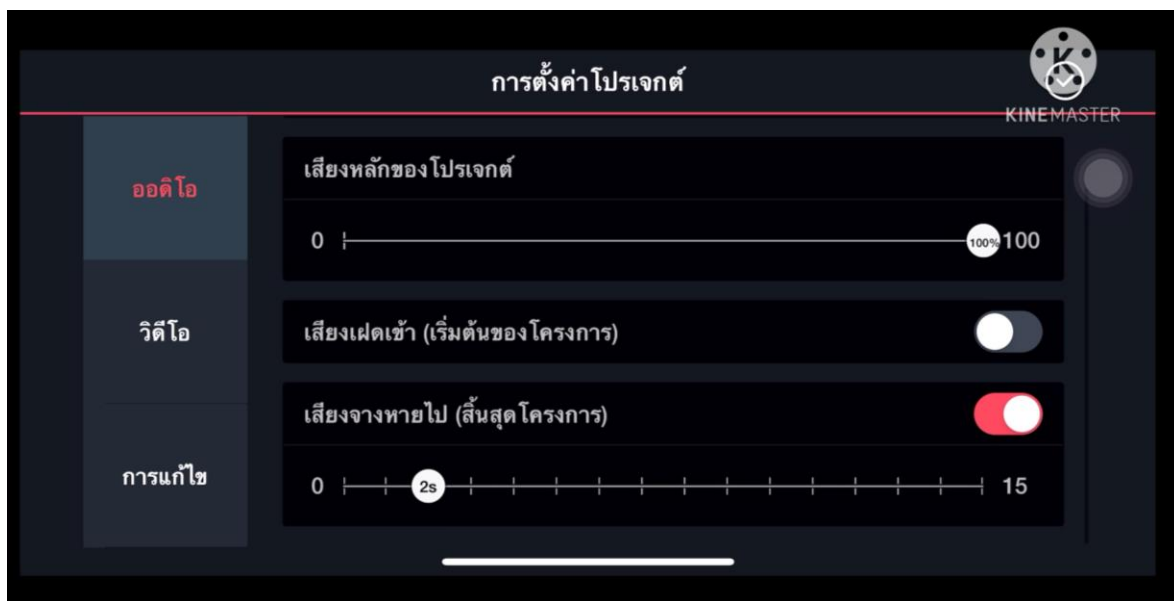 การตั้งค่าโปรเจกต์
KINEMASTER
ออดิโอ
เสียงหลักของโปรเจกต์
0 100% 100
วิดีโอ
เสียงเฝดเข้า (เริ่มต้นของโครงการ)
เสียงจางหายไป (สิ้นสุดโครงการ)
การแก้ไข
0 2s 15